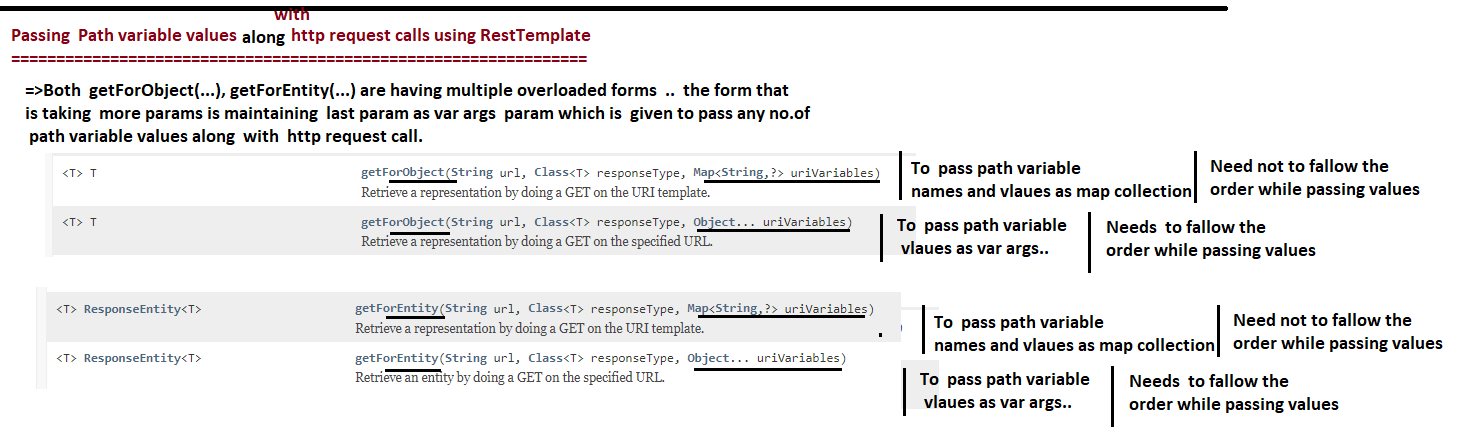 with
Passing Path variable values along http request calls using RestTemplate
================================================================
=>Both getForObject(...), getForEntity(...) are having multiple overloaded forms .. the form that
is taking more params is maintaining last param as var args param which is given to pass any no.of
path variable values along with http request call.
<T> T getForObject(String url, Class<T> responseType, Map<String,?> uriVariables) To pass path variable Need not to fallow the
Retrieve a representation by doing a GET on the URI template. names and vlaues as map collection order while passing values
<T> T getForObject(String url, Class<T> responseType, Object... uriVariables) To pass path variable Needs to fallow the
Retrieve a representation by doing a GET on the specified URL. vlaues as var args.. order while passing values
<T> ResponseEntity<T> getForEntity(String url, Class<T> responseType, Map<String,?> uriVariables) To pass path variable Need not to fallow the
Retrieve a representation by doing a GET on the URI template. names and vlaues as map collection order while passing values
<T> ResponseEntity<T> getForEntity(String url, Class<T> responseType, Object... uriVariables) To pass path variable Needs to fallow the
Retrieve an entity by doing a GET on the specified URL. vlaues as var args.. order while passing values